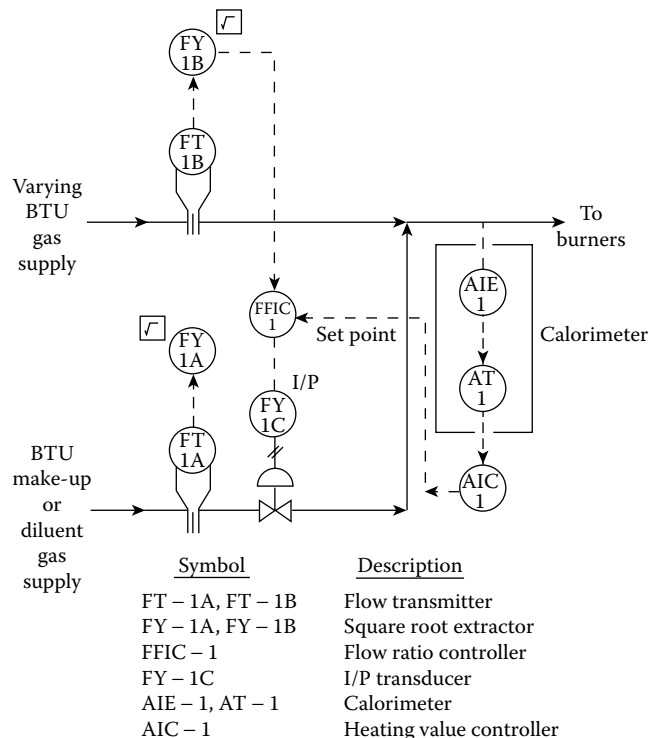 √
FY
1B
FT
1B
Varying
BTU
gas
supply
To
burners
AIE
1
FFIC
1
Set point
Calorimeter
√
FY
1A
I/P
AT
1
FY
1C
FT
1A
BTU
make-up
or
diluent
gas
supply
AIC
1
Symbol Description
FT – 1A, FT – 1B Flow transmitter
FY – 1A, FY – 1B Square root extractor
FFIC – 1 Flow ratio controller
FY – 1C I/P transducer
AIE – 1, AT – 1 Calorimeter
AIC – 1 Heating value controller